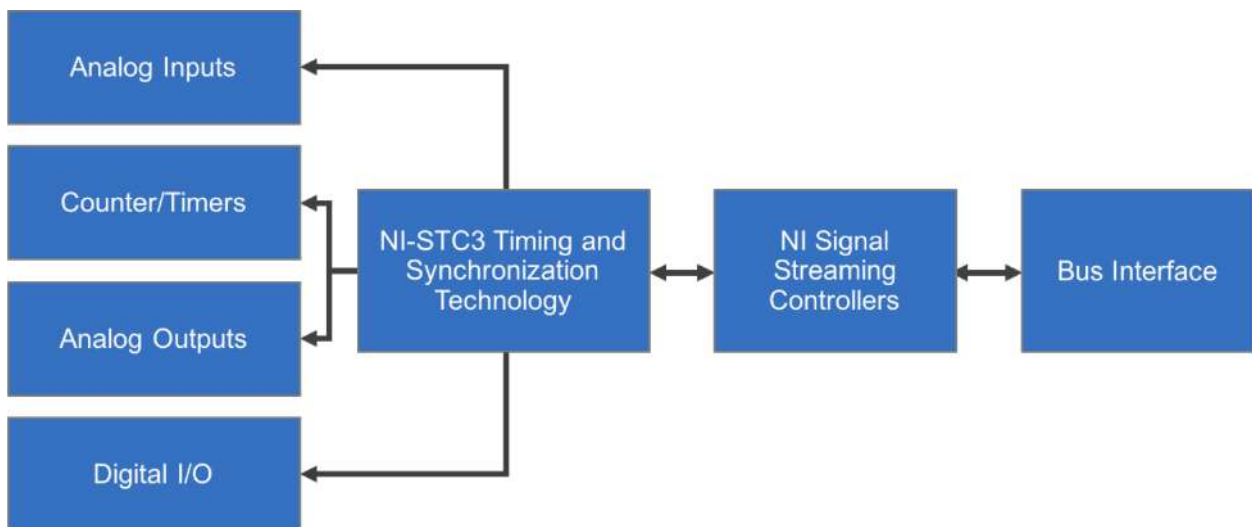 Analog Inputs
Counter/Timers
Analog Outputs
Digital I/O
NI-STC3 Timing and
Synchronization
Technology
NI Signal
Streaming
Controllers
Bus Interface